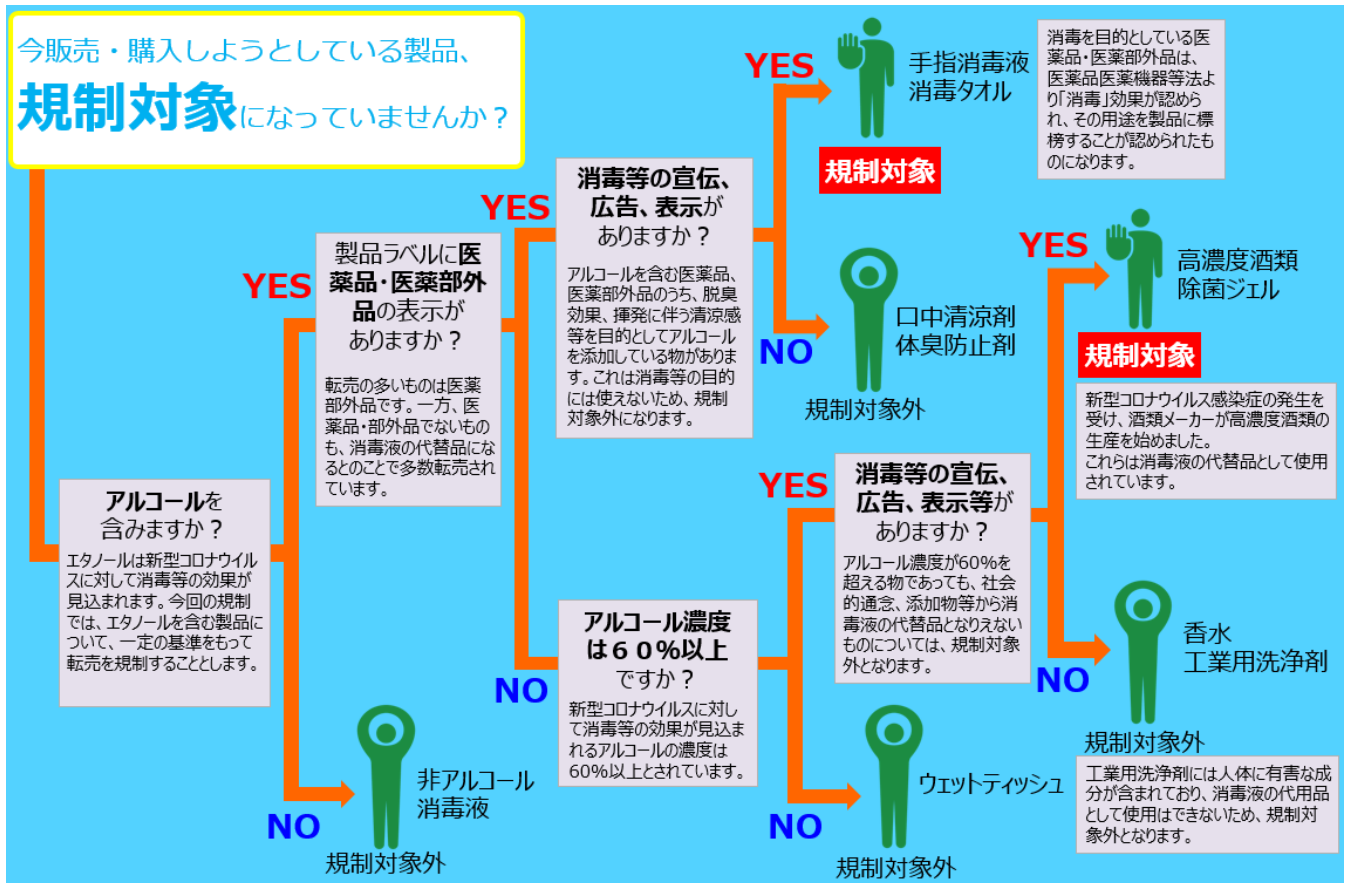 今販売・購入しようとしている製品、
規制対象になっていませんか？
アルコールを
含みますか？
エタノールは新型コロナウイル
スに対して消毒等の効果が
見込まれます。今回の規制
では、エタノールを含む製品に
ついて、一定の基準をもって
転売を規制することとします。
YES
NO
非アルコール
消毒液
規制対象外
製品ラベルに医
薬品・医薬部外
品の表示が
ありますか？
転売の多いものは医薬
部外品です。一方、医
薬品・部外品でないもの
も、消毒液の代替品にな
るとのことで多数転売され
ています。
YES
NO
消毒等の宣伝、
広告、表示が
ありますか？
アルコールを含む医薬品、
医薬部外品のうち、脱臭
効果、揮発に伴う清涼感
等を目的としてアルコール
を添加している物がありま
す。これは消毒等の目的
には使えないため、規制
対象外になります。
YES
手指消毒液
消毒タオル
規制対象
消毒を目的としている医
薬品・医薬部外品は、
医薬品医薬機器等法よ
り「消毒」効果が認めら
れ、その用途を製品に標
榜することが認められたも
のになります。
NO
口中清涼剤
体臭防止剤
規制対象外
アルコール濃度
は６０％以上
ですか？
新型コロナウイルスに対し
て消毒等の効果が見込ま
れるアルコールの濃度は
60％以上とされています。
YES
NO
ウェットティッシュ
規制対象外
消毒等の宣伝、
広告、表示等が
ありますか？
アルコール濃度が60％を
超える物であっても、社会
的通念、添加物等から消
毒液の代替品となりえない
ものについては、規制対象
外となります。
YES
高濃度酒類
除菌ジェル
規制対象
新型コロナウイルス感染症の発生を
受け、酒類メーカーが高濃度酒類の
生産を始めました。
これらは消毒液の代替品として使用
されています。
NO
香水
工業用洗浄剤
規制対象外
工業用洗浄剤には人体に有害な成
分が含まれており、消毒液の代用品
として使用はできないため、規制対
象外となります。